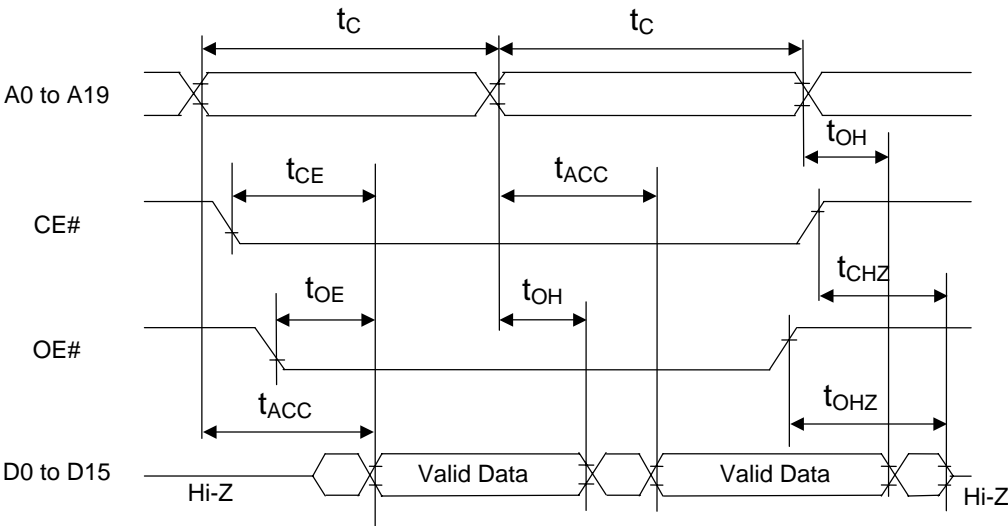 tC tC
A0 to A19
tOH
tCE tACC
CE#
tCHZ
tOE tOH
OE#
tACC tOHZ
D0 to D15 Valid Data Valid Data
Hi-Z Hi-Z